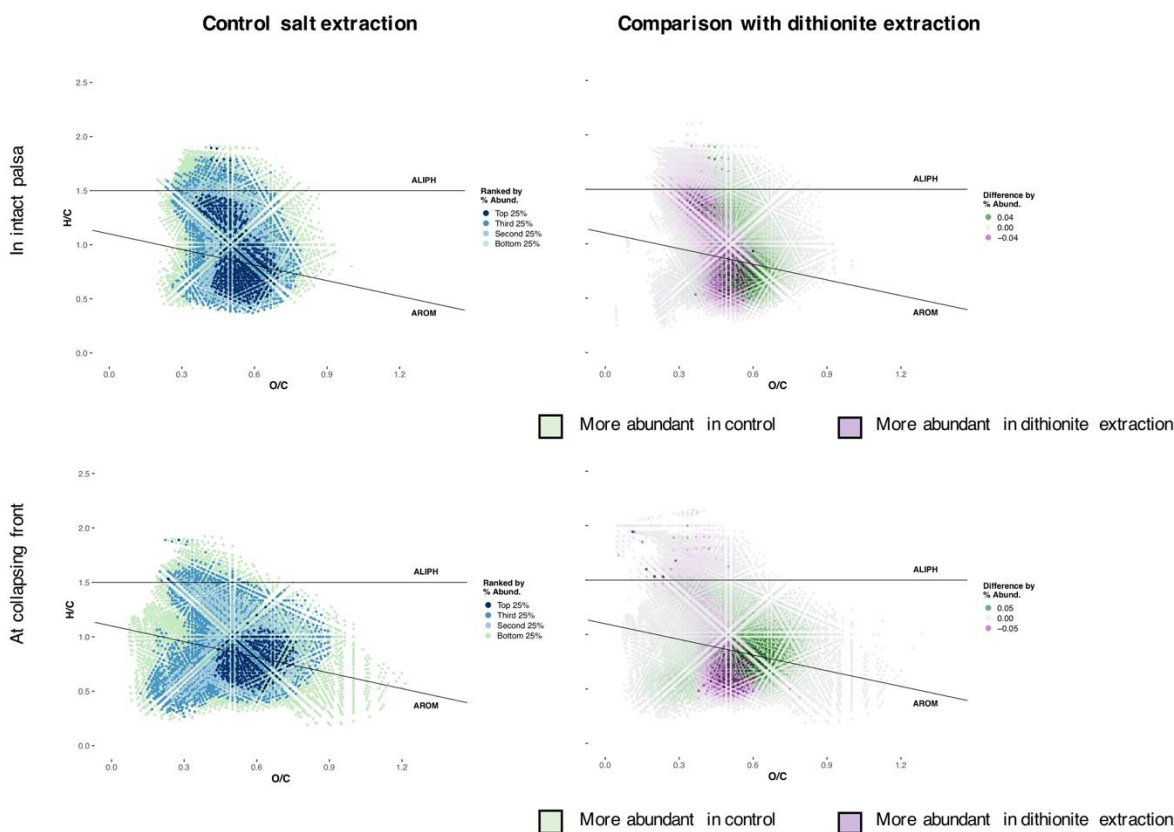 Control salt extraction
Comparison with dithionite extraction
In intact palsa
H/C
2.5
2.0
1.5
1.0
0.5
0.0
ALIPH
AROM
0.0 0.3 0.6 0.9 1.2
O/C
Ranked by
% Abund.
Top 25%
Third 25%
Second 25%
Bottom 25%
ALIPH
AROM
0.0 0.3 0.6 0.9 1.2
O/C
Difference by
% Abund.
0.04
0.00
−0.04
More abundant in control
More abundant in dithionite extraction
At collapsing front
H/C
2.5
2.0
1.5
1.0
0.5
0.0
ALIPH
AROM
0.0 0.3 0.6 0.9 1.2
O/C
Ranked by
% Abund.
Top 25%
Third 25%
Second 25%
Bottom 25%
ALIPH
AROM
0.0 0.3 0.6 0.9 1.2
O/C
Difference by
% Abund.
0.05
0.00
−0.05
More abundant in control
More abundant in dithionite extraction